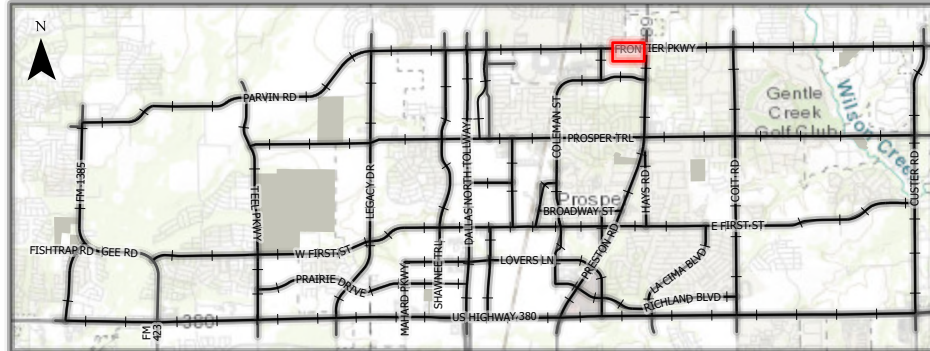 N
289
FRONTIER PKWY
PARVIN RD
Gentle
Creek
Golf Club
Wilson Creek
PROSPER TRL
COLEMAN ST
DALLAS NORTH TOLLWAY
FM 1385
TEEL PKWY
LEGACY DR
HAYS RD
COIT RD
CUSTER RD
Prosper
BROADWAY ST
E FIRST ST
FISHTRAP RD - GEE RD
W FIRST ST
SHAWNEE TRL
LOVERS LN
PRESTON RD
LA CIMA BLVD
PRAIRIE DRIVE
MAHARD PKWY
RICHLAND BLVD
US HIGHWAY 380
FM
423
380